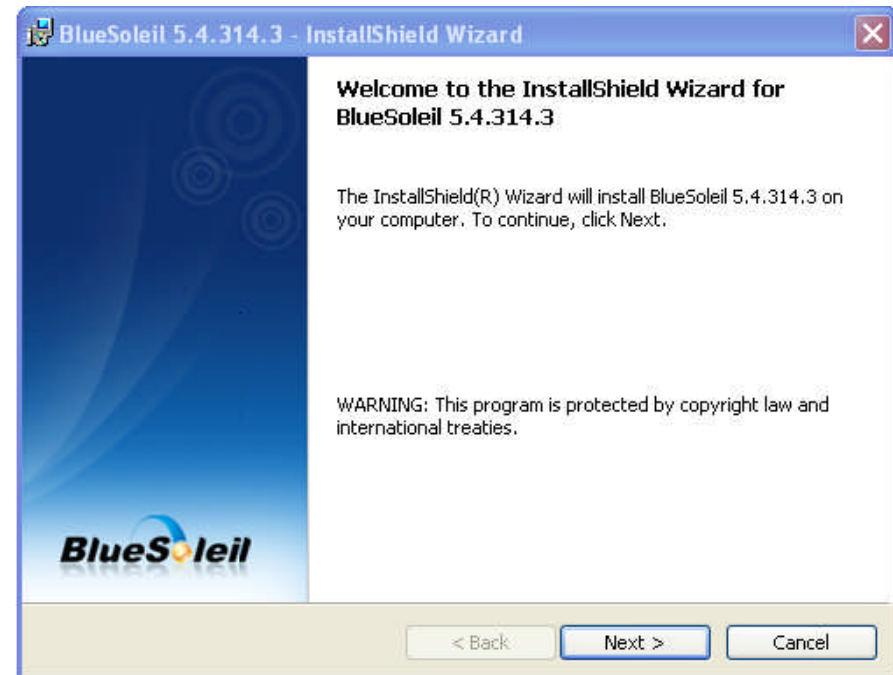 BlueSoleil 5.4.314.3 - InstallShield Wizard
Welcome to the InstallShield Wizard for
BlueSoleil 5.4.314.3
The InstallShield(R) Wizard will install BlueSoleil 5.4.314.3 on
your computer. To continue, click Next.
WARNING: This program is protected by copyright law and
international treaties.
BlueSoleil
< Back
Next >
Cancel